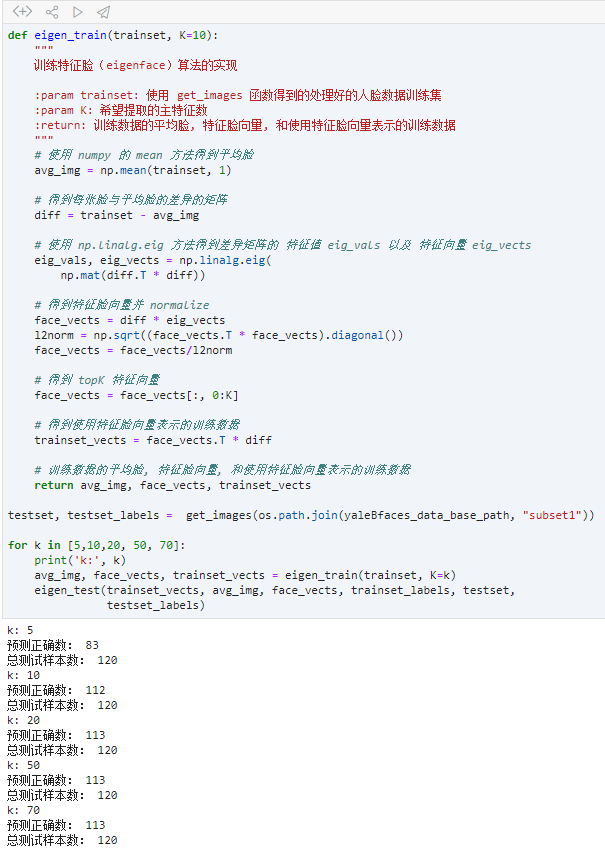 def eigen_train(trainset, K=10):
"""
训练特征脸（eigenface）算法的实现
:param trainset: 使用 get_images 函数得到的处理好的人脸数据训练集
:param K: 希望提取的主特征数
:return: 训练数据的平均脸, 特征脸向量, 和使用特征脸向量表示的训练数据
"""
# 使用 numpy 的 mean 方法得到平均脸
avg_img = np.mean(trainset, 1)
# 得到每张脸与平均脸的差异的矩阵
diff = trainset - avg_img
# 使用 np.linalg.eig 方法得到差异矩阵的 特征值 eig_vals 以及 特征向量 eig_vects
eig_vals, eig_vects = np.linalg.eig(
np.mat(diff.T * diff))
# 得到特征脸向量并 normalize
face_vects = diff * eig_vects
l2norm = np.sqrt((face_vects.T * face_vects).diagonal())
face_vects = face_vects/l2norm
# 得到 topK 特征向量
face_vects = face_vects[:, 0:K]
# 得到使用特征脸向量表示的训练数据
trainset_vects = face_vects.T * diff
# 训练数据的平均脸, 特征脸向量, 和使用特征脸向量表示的训练数据
return avg_img, face_vects, trainset_vects
testset, testset_labels =  get_images(os.path.join(yaleBfaces_data_base_path, "subset1"))
for k in [5,10,20, 50, 70]:
print('k:', k)
avg_img, face_vects, trainset_vects = eigen_train(trainset, K=k)
eigen_test(trainset_vects, avg_img, face_vects, trainset_labels, testset,
testset_labels)
k: 5
预测正确数: 83
总测试样本数: 120
k: 10
预测正确数: 112
总测试样本数: 120
k: 20
预测正确数: 113
总测试样本数: 120
k: 50
预测正确数: 113
总测试样本数: 120
k: 70
预测正确数: 113
总测试样本数: 120